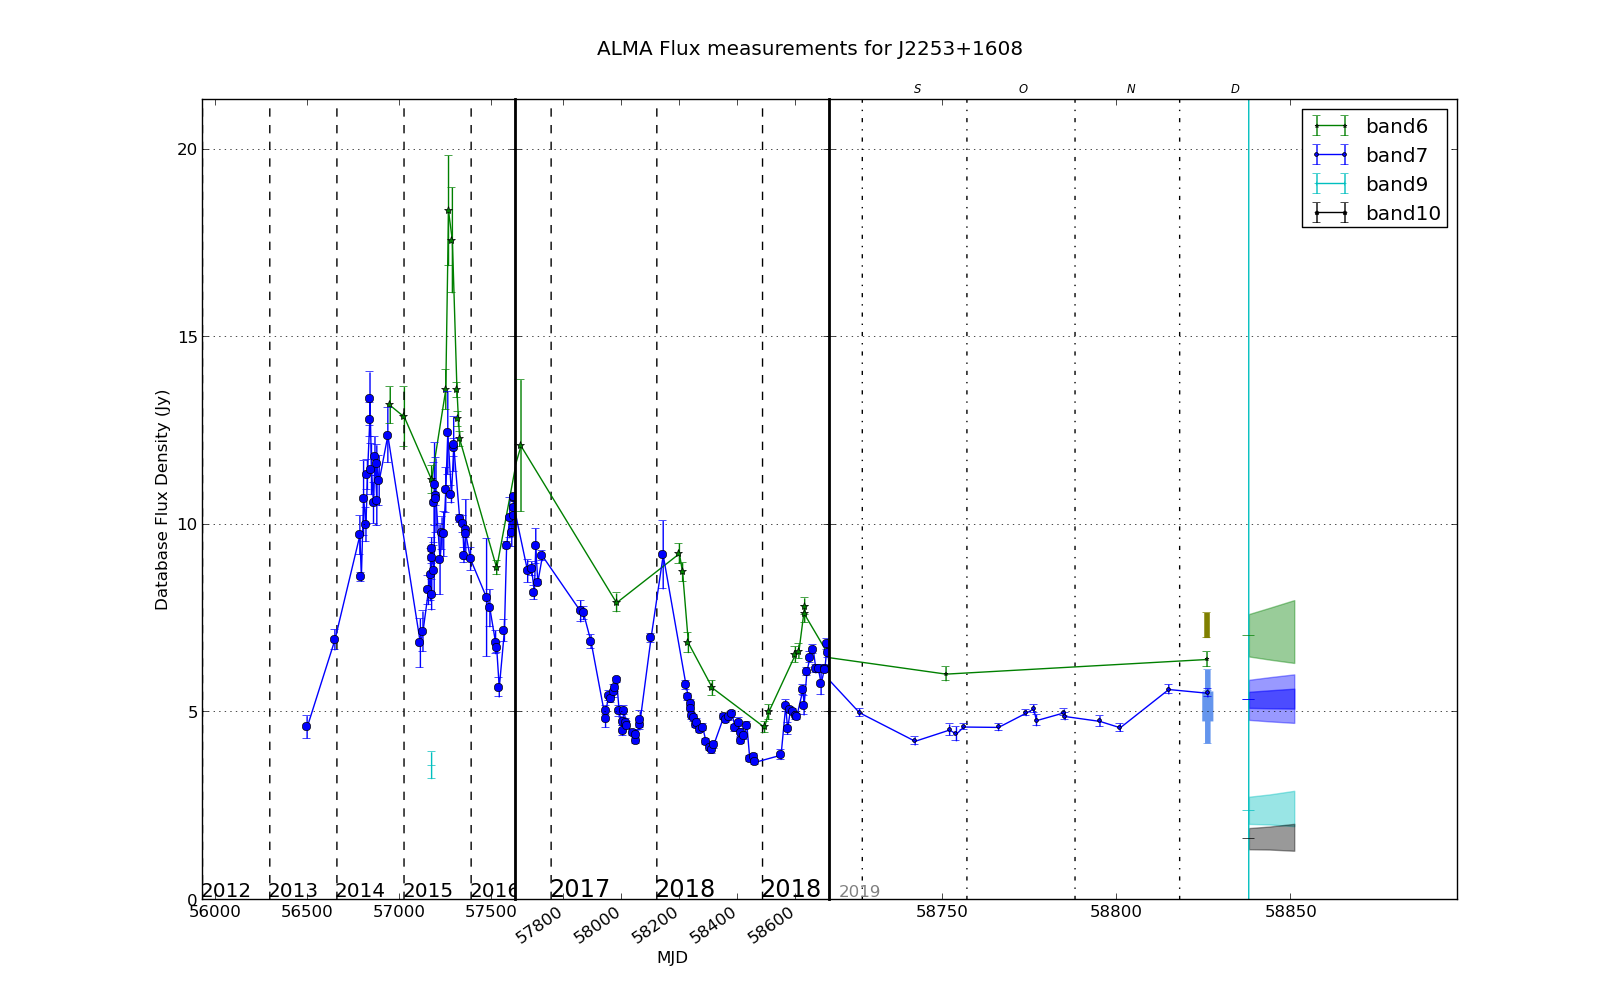 ALMA Flux measurements for J2253+1608
S O N D
band6
band7
band9
band10
Database Flux Density (Jy)
20
15
10
5
0
2012 2013 2014 2015 2016 2017 2018 2018 2019
56000 56500 57000 57500 57800 58000 58200 58400 58600 58750 58800 58850
MJD